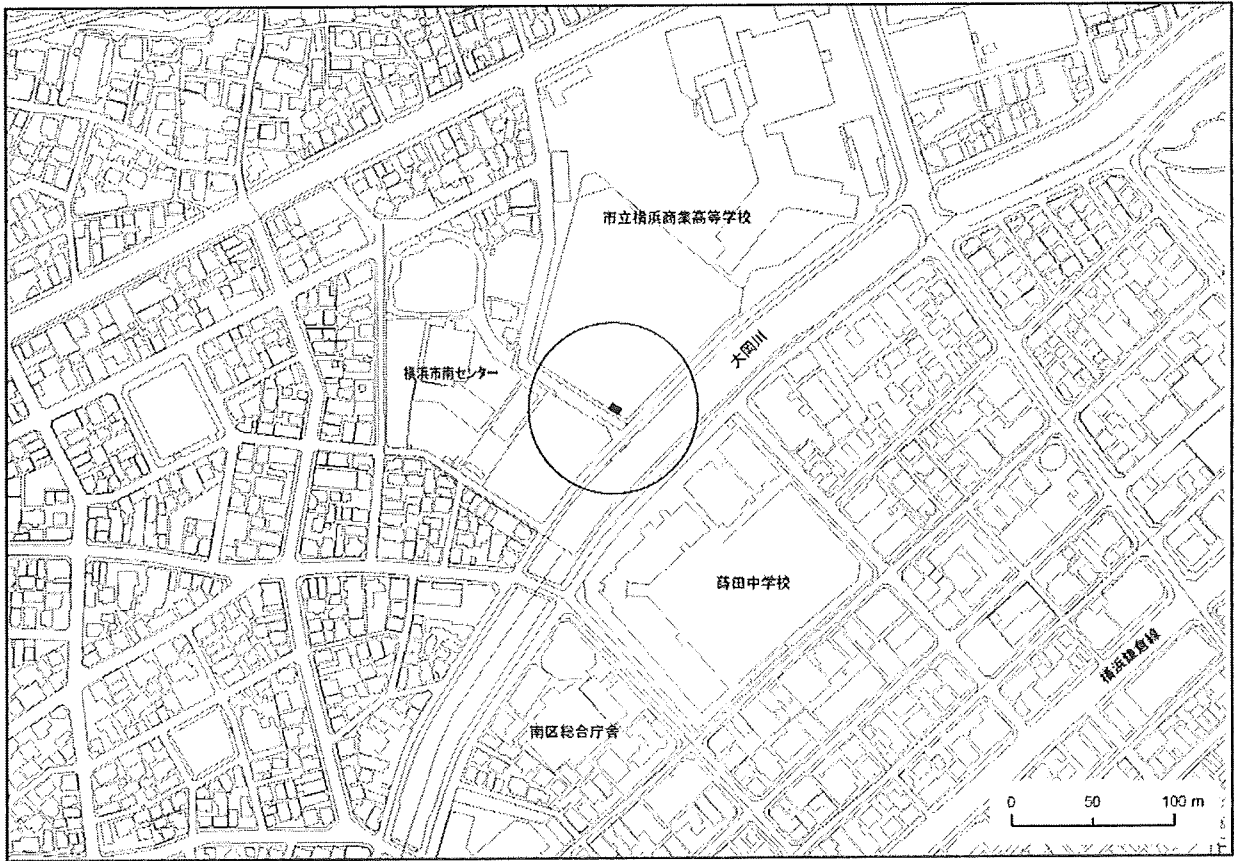 市立横浜商業高等学校
大岡川
横浜市南センター
蒔田中学校
横浜鎌倉線
南区総合庁舎
0 50 100 m